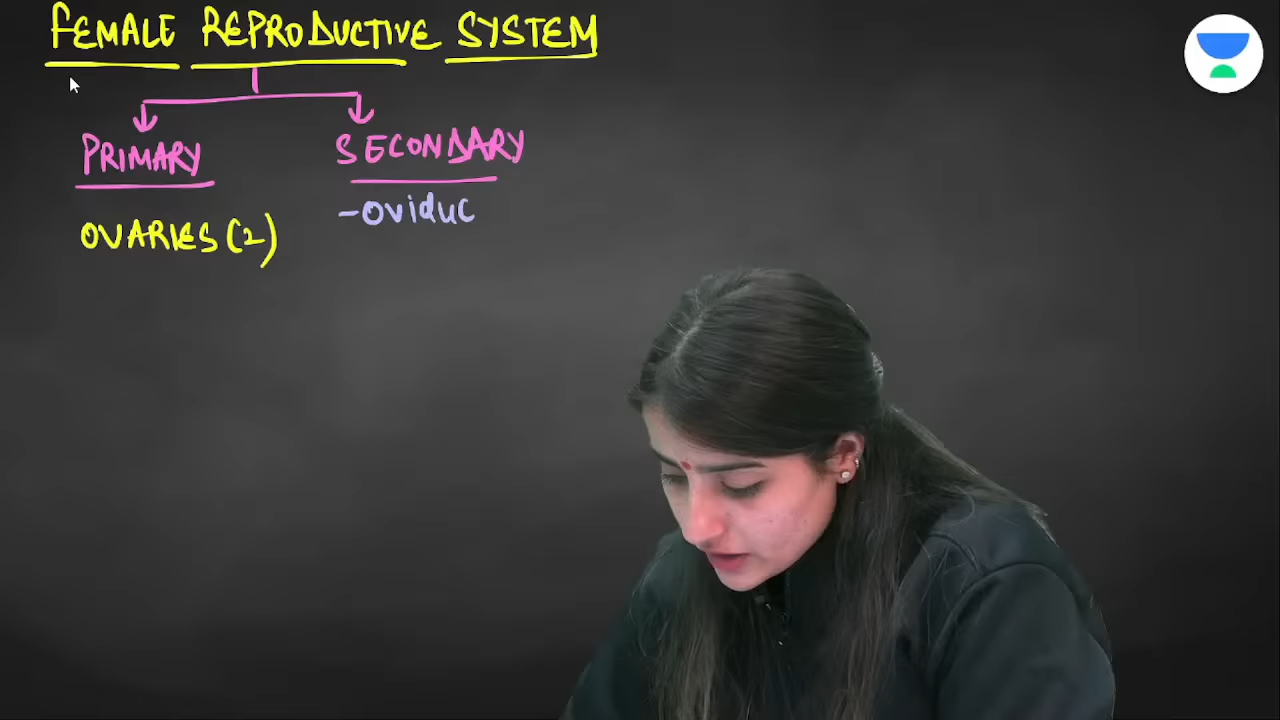 FEMALE REPRODUCTIVE SYSTEM
PRIMARY SECONDARY
-oviduc
OVARIES (2)